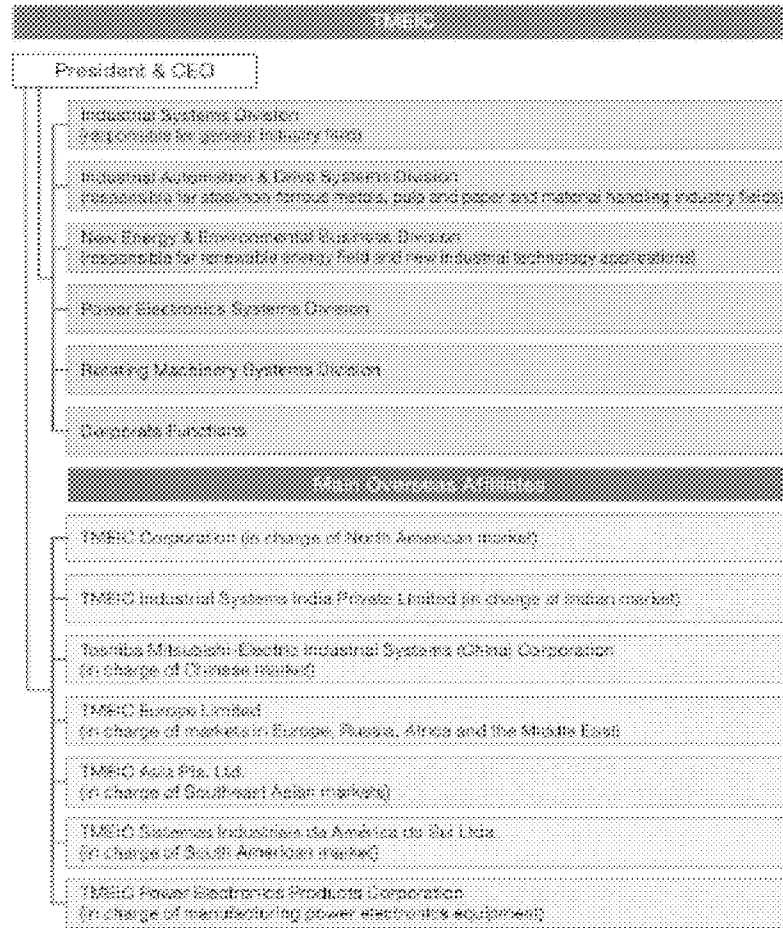 TMEIC
President & CEO
Industrial Systems Division
(responsible for general industry field)
Industrial Automation & Drive Systems Division
(responsible for steel/non-ferrous metals, pulp and paper and material handling industry fields)
New Energy & Environmental Business Division
(responsible for renewable energy field and new industrial technology applications)
Power Electronics Systems Division
Rotating Machinery Systems Division
Corporate Functions
Main Overseas Affiliates
TMEIC Corporation (in charge of North American market)
TMEIC Industrial Systems India Private Limited (in charge of Indian market)
Toshiba Mitsubishi-Electric Industrial Systems (China) Corporation
(in charge of Chinese market)
TMEIC Europe Limited
(in charge of markets in Europe, Russia, Africa and the Middle East)
TMEIC Asia Pte. Ltd.
(in charge of Southeast Asian markets)
TMEIC Sistemas Industriais da América do Sul Ltda.
(in charge of South American market)
TMEIC Power Electronics Products Corporation
(in charge of manufacturing power electronics equipment)